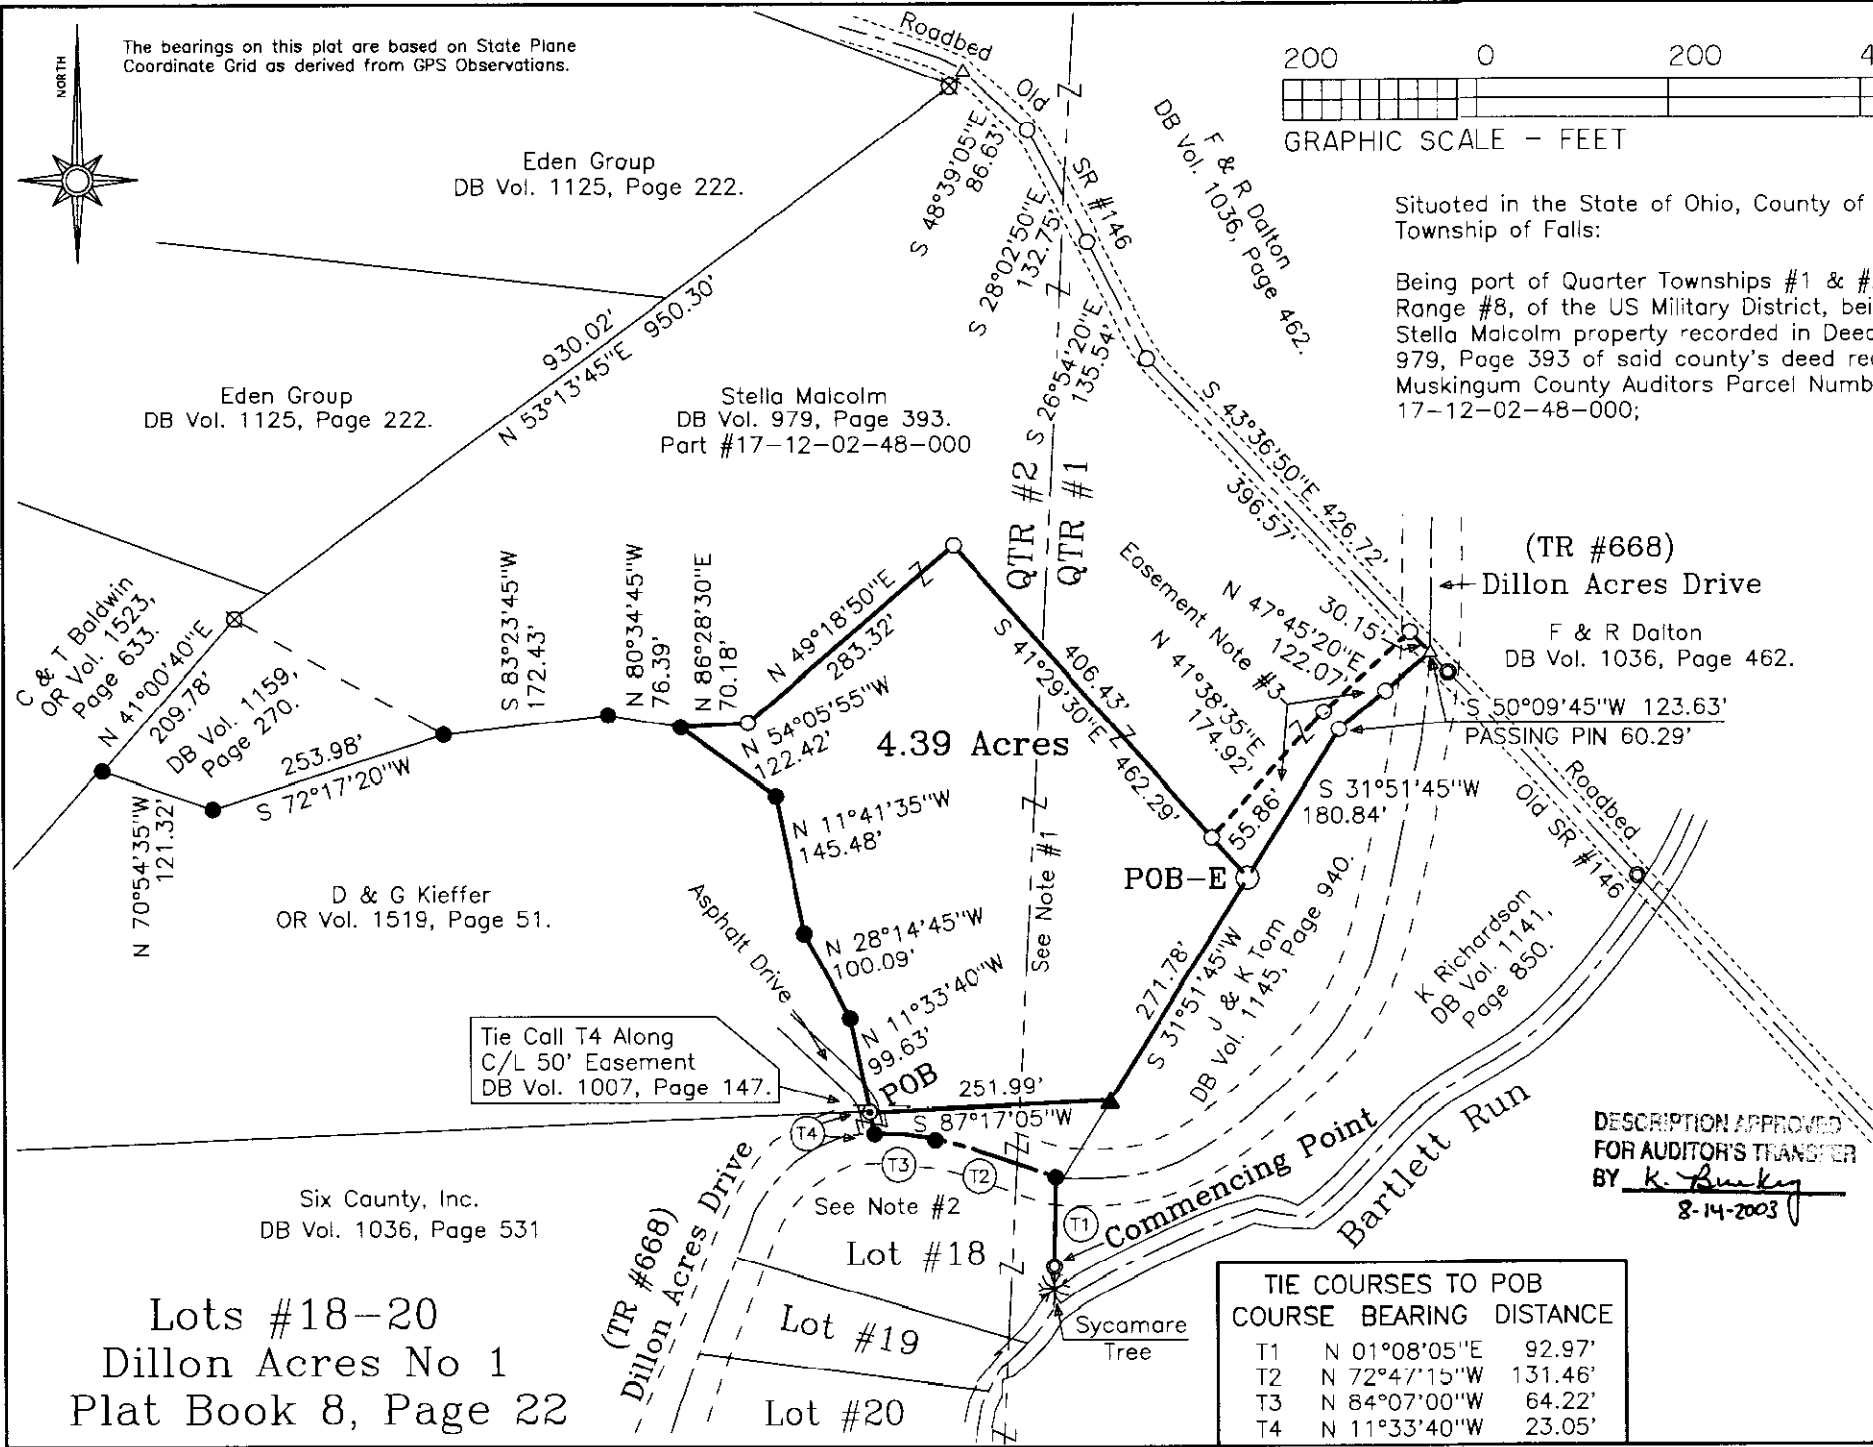 NORTH
The bearings on this plat are based on State Plane
Coordinate Grid as derived from GPS Observations.
200 0 200 4
GRAPHIC SCALE - FEET
Situated in the State of Ohio, County of
Township of Falls:
Being part of Quarter Townships #1 & #
Range #8, of the US Military District, bei
Stella Malcolm property recorded in Deed
979, Page 393 of said county's deed re
Muskingum County Auditors Parcel Numb
17-12-02-48-000;
Roadbed
Old
SR #146
F & R Dalton
DB Vol. 1036, Page 462.
S 48°39'05"E
86.63'
S 28°02'50"E
132.75'
S 26°54'20"E
135.54'
S 43°36'50"E 426.72'
396.57'
Eden Group
DB Vol. 1125, Page 222.
930.02'
N 53°13'45"E 950.30'
Eden Group
DB Vol. 1125, Page 222.
Stella Malcolm
DB Vol. 979, Page 393.
Part #17-12-02-48-000
QTR #2
QTR #1
(TR #668)
Dillon Acres Drive
F & R Dalton
DB Vol. 1036, Page 462.
C & T Baldwin
OR Vol. 1523,
Page 633.
N 41°00'40"E
209.78'
DB Vol. 1159,
Page 270.
253.98'
S 72°17'20"W
N 70°54'35"W
121.32'
S 83°23'45"W
172.43'
N 80°34'45"W
76.39'
N 86°28'30"E
70.18'
N 49°18'50"E
283.32'
406.43'
S 41°29'30"E 462.29'
Easement Note #3
N 47°45'20"E
122.07'
N 41°38'35"E
174.92'
30.15'
S 50°09'45"W 123.63'
PASSING PIN 60.29'
S 31°51'45"W
180.84'
55.86'
4.39 Acres
N 54°05'55"W
122.42'
N 11°41'35"W
145.48'
N 28°14'45"W
100.09'
N 11°33'40"W
99.63'
See Note #1
POB-E
D & G Kieffer
OR Vol. 1519, Page 51.
Asphalt Drive
Roadbed
Old SR #146
271.78'
S 31°51'45"W
J & K Tom
DB Vol. 1145, Page 940.
K Richardson
DB Vol. 1141,
Page 850.
Tie Call T4 Along
C/L 50' Easement
DB Vol. 1007, Page 147.
POB
251.99'
S 87°17'05"W
T4
T3
T2
T1
See Note #2
Commencing Point
Bartlett Run
DESCRIPTION APPROVED
FOR AUDITOR'S TRANSFER
BY
8-14-2003
Six County, Inc.
DB Vol. 1036, Page 531
(TR #668)
Dillon Acres Drive
Lot #18
Lot #19
Lot #20
Sycamore
Tree
Lots #18-20
Dillon Acres No 1
Plat Book 8, Page 22
TIE COURSES TO POB
COURSE BEARING DISTANCE
T1 N 01°08'05"E 92.97'
T2 N 72°47'15"W 131.46'
T3 N 84°07'00"W 64.22'
T4 N 11°33'40"W 23.05'